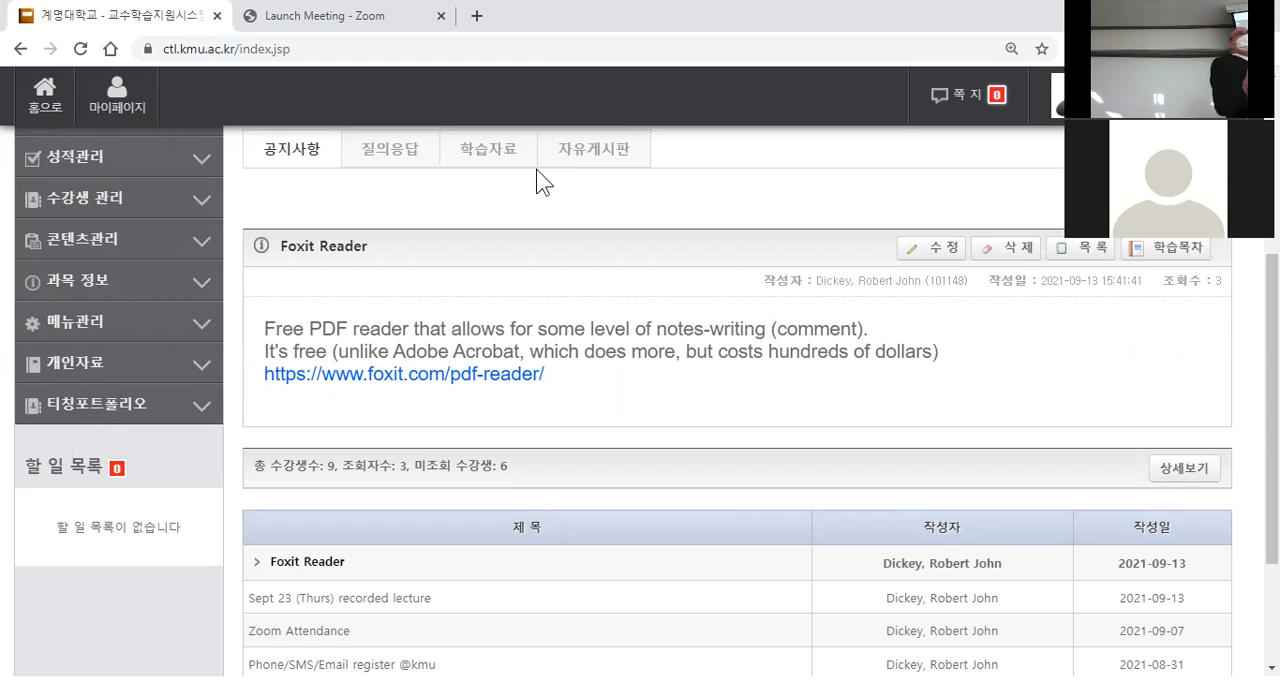 계명대학교 - 교수학습지원시스템
Launch Meeting - Zoom
ctl.kmu.ac.kr/index.jsp
홈으로
마이페이지
쪽 지 0
성적관리
수강생 관리
콘텐츠관리
과목 정보
메뉴관리
개인자료
티칭포트폴리오
할 일 목록 0
할 일 목록이 없습니다
공지사항 질의응답 학습자료 자유게시판
Foxit Reader
수 정 삭 제 목 록 학습목차
작성자 : Dickey, Robert John (101148) 작성일 : 2021-09-13 15:41:41 조회수 : 3
Free PDF reader that allows for some level of notes-writing (comment).
It's free (unlike Adobe Acrobat, which does more, but costs hundreds of dollars)
https://www.foxit.com/pdf-reader/
총 수강생수: 9, 조회자수: 3, 미조회 수강생: 6
상세보기
제 목 작성자 작성일
Foxit Reader Dickey, Robert John 2021-09-13
Sept 23 (Thurs) recorded lecture Dickey, Robert John 2021-09-13
Zoom Attendance Dickey, Robert John 2021-09-07
Phone/SMS/Email register @kmu Dickey, Robert John 2021-08-31